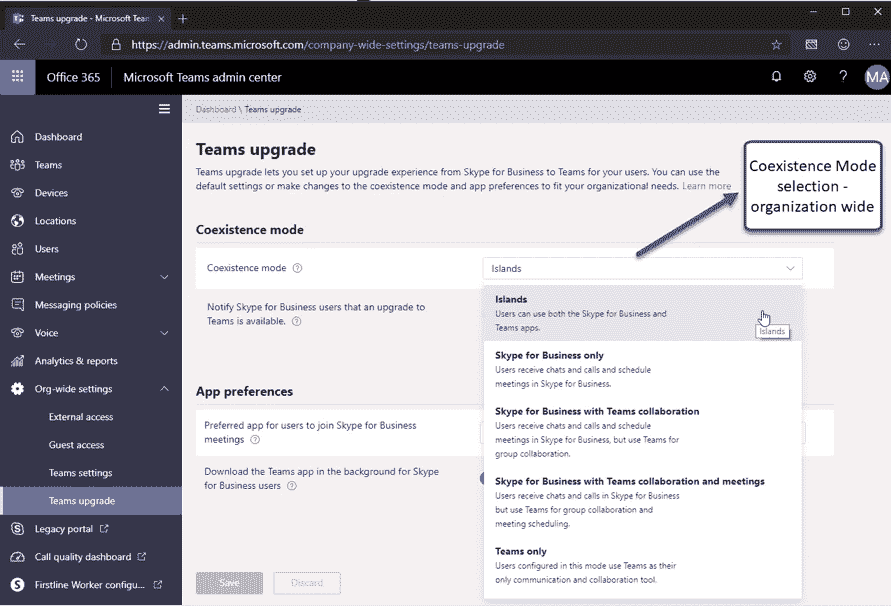 Teams upgrade - Microsoft Team
https://admin.teams.microsoft.com/company-wide-settings/teams-upgrade
Office 365 Microsoft Teams admin center
MA
Dashboard \ Teams upgrade
Dashboard
Teams
Devices
Locations
Users
Meetings
Messaging policies
Voice
Analytics & reports
Org-wide settings
External access
Guest access
Teams settings
Teams upgrade
Legacy portal
Call quality dashboard
Firstline Worker configu...
Teams upgrade
Teams upgrade lets you set up your upgrade experience from Skype for Business to Teams for your users. You can use the
default settings or make changes to the coexistence mode and app preferences to fit your organizational needs. Learn more
Coexistence Mode
selection -
organization wide
Coexistence mode
Coexistence mode
Islands
Notify Skype for Business users that an upgrade to
Teams is available.
Islands
Users can use both the Skype for Business and
Teams apps.
Islands
Skype for Business only
Users receive chats and calls and schedule
meetings in Skype for Business.
Skype for Business with Teams collaboration
Users receive chats and calls and schedule
meetings in Skype for Business, but use Teams for
group collaboration.
Skype for Business with Teams collaboration and meetings
Users receive chats and calls in Skype for Business
but use Teams for group collaboration and
meeting scheduling.
Teams only
Users configured in this mode use Teams as their
only communication and collaboration tool.
App preferences
Preferred app for users to join Skype for Business
meetings
Download the Teams app in the background for Skype
for Business users
Save
Discard